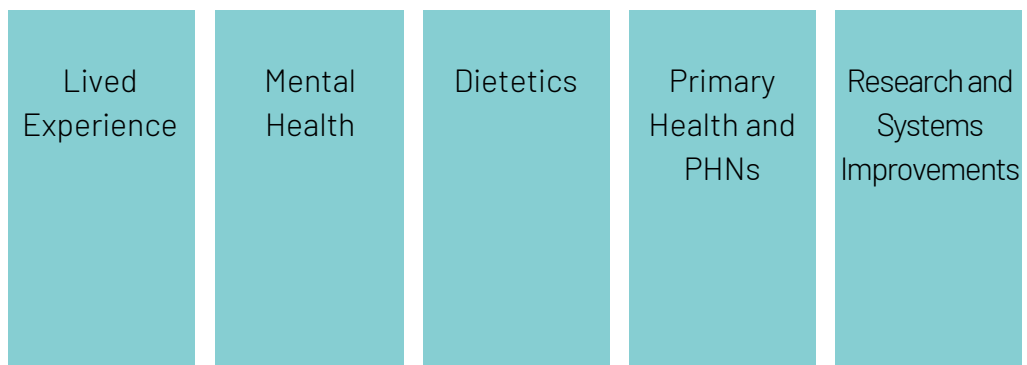 Lived
Experience
Mental
Health
Dietetics
Primary
Health and
PHNs
Research and
Systems
Improvements